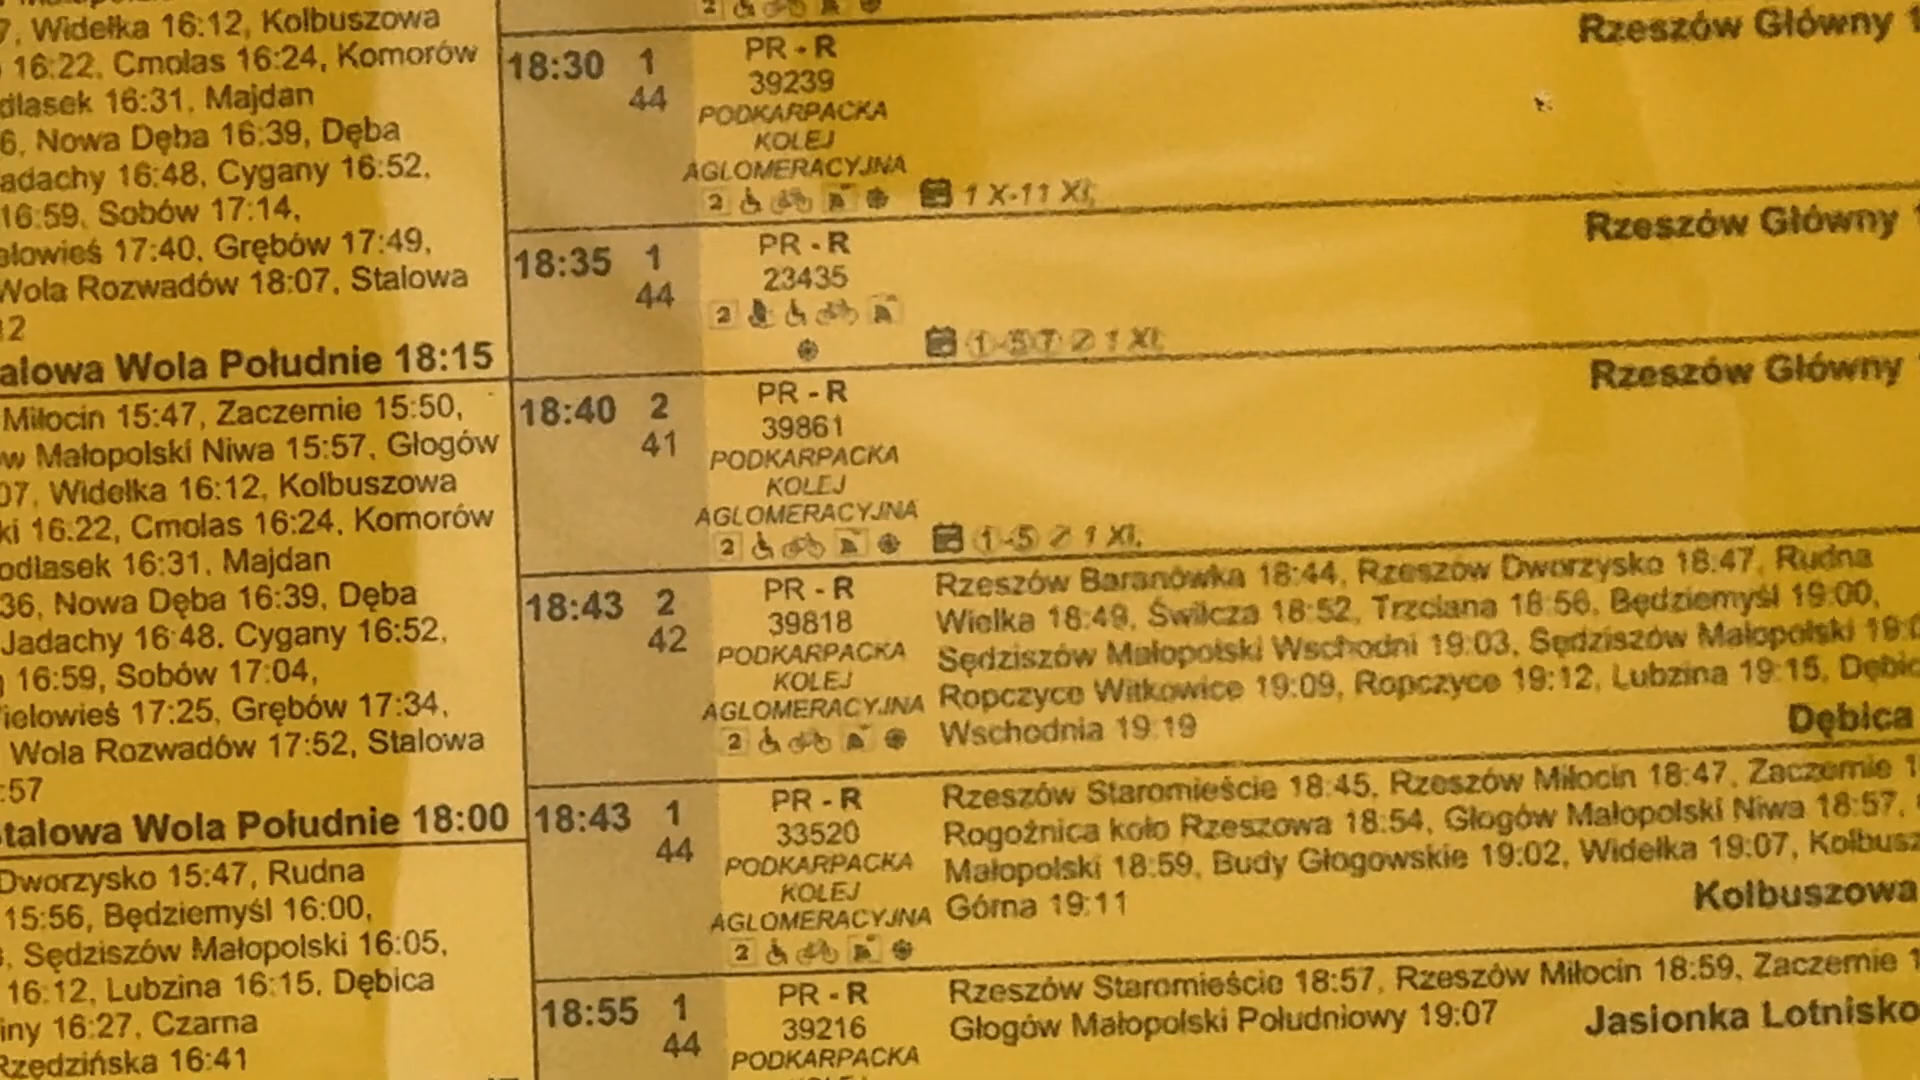 7, Widełka 16:12, Kolbuszowa
16:22, Cmolas 16:24, Komorów
dlasek 16:31, Majdan
6, Nowa Dęba 16:39, Dęba
adachy 16:48, Cygany 16:52,
16:59, Sobów 17:14,
elowieś 17:40, Grębów 17:49,
Wola Rozwadów 18:07, Stalowa
12
alowa Wola Południe 18:15
Miłocin 15:47, Zaczernie 15:50,
ów Małopolski Niwa 15:57, Głogów
07, Widełka 16:12, Kolbuszowa
ki 16:22, Cmolas 16:24, Komorów
odlasek 16:31, Majdan
36, Nowa Dęba 16:39, Dęba
Jadachy 16:48, Cygany 16:52,
16:59, Sobów 17:04,
ielowieś 17:25, Grębów 17:34,
Wola Rozwadów 17:52, Stalowa
:57
talowa Wola Południe 18:00
Dworzysko 15:47, Rudna
15:56, Będziemyśl 16:00,
, Sędziszów Małopolski 16:05,
16:12, Lubzina 16:15, Dębica
iny 16:27, Czarna
Rzędzińska 16:41
2
Rzeszów Główny 1
18:30 1 PR - R
44 39239
PODKARPACKA
KOLEJ
AGLOMERACYJNA
2 1 X-11 XI;
Rzeszów Główny 1
18:35 1 PR - R
44 23435
2
1-5 7 1 XI;
Rzeszów Główny
18:40 2 PR - R
41 39861
PODKARPACKA
KOLEJ
AGLOMERACYJNA
2 1-5 1 XI;
18:43 2 PR - R
42 39818
PODKARPACKA
KOLEJ
AGLOMERACYJNA
2
Rzeszów Baranówka 18:44, Rzeszów Dworzysko 18:47, Rudna
Wielka 18:49, Świlcza 18:52, Trzciana 18:56, Będziemyśl 19:00,
Sędziszów Małopolski Wschodni 19:03, Sędziszów Małopolski 19:0
Ropczyce Witkowice 19:09, Ropczyce 19:12, Lubzina 19:15, Dębic
Wschodnia 19:19
Dębica
18:43 1 PR - R
44 33520
PODKARPACKA
KOLEJ
AGLOMERACYJNA
2
Rzeszów Staromieście 18:45, Rzeszów Miłocin 18:47, Zaczernie 1
Rogoźnica koło Rzeszowa 18:54, Głogów Małopolski Niwa 18:57,
Małopolski 18:59, Budy Głogowskie 19:02, Widełka 19:07, Kolbusz
Górna 19:11
Kolbuszowa
18:55 1 PR - R
44 39216
PODKARPACKA
Rzeszów Staromieście 18:57, Rzeszów Miłocin 18:59, Zaczernie 1
Głogów Małopolski Południowy 19:07
Jasionka Lotnisko